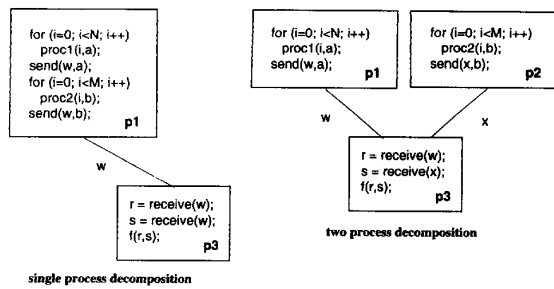 for (i=0; i<N; i++)
proc1(i,a);
send(w,a);
for (i=0; i<M; i++)
proc2(i,b);
send(w,b);
p1
w
r = receive(w);
s = receive(w);
f(r,s);
p3
single process decomposition
for (i=0; i<N; i++)
proc1(i,a);
send(w,a);
p1
for (i=0; i<M; i++)
proc2(i,b);
send(x,b);
p2
w
x
r = receive(w);
s = receive(x);
f(r,s);
p3
two process decomposition